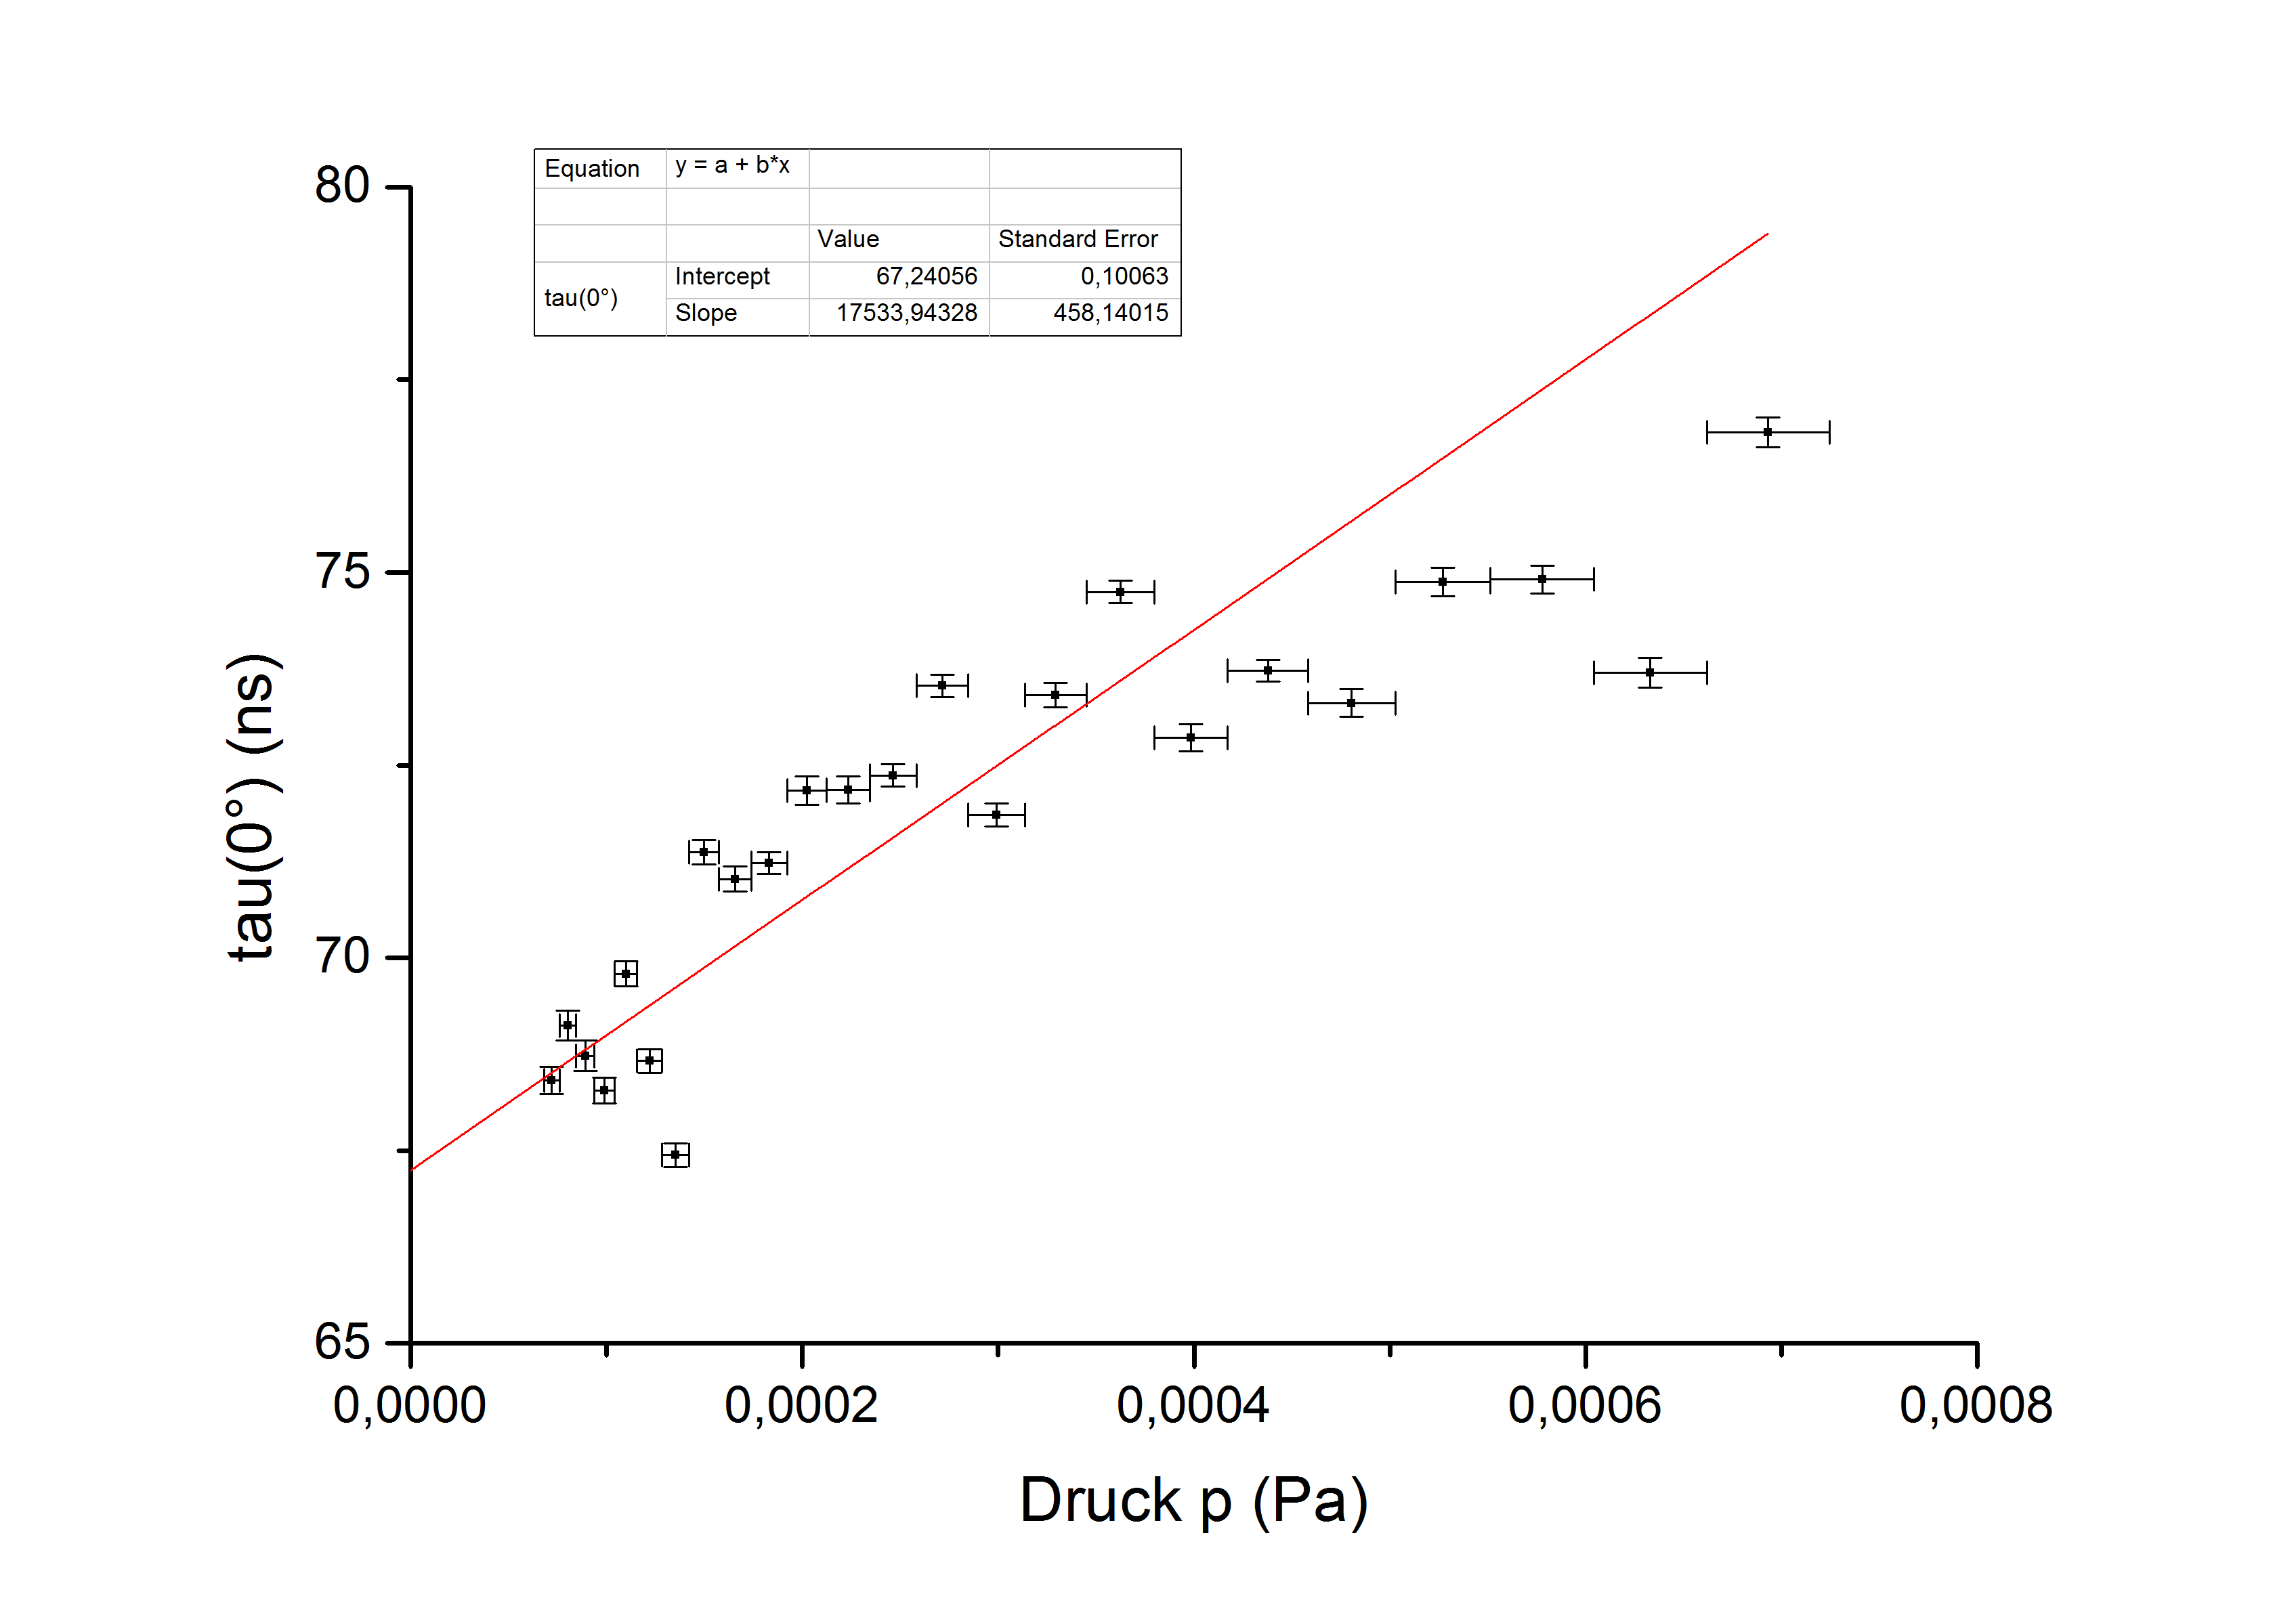 Equation y = a + b*x
Value Standard Error
tau(0°) Intercept 67,24056 0,10063
Slope 17533,94328 458,14015
80
75
70
65
tau(0°) (ns)
0,0000 0,0002 0,0004 0,0006 0,0008
Druck p (Pa)